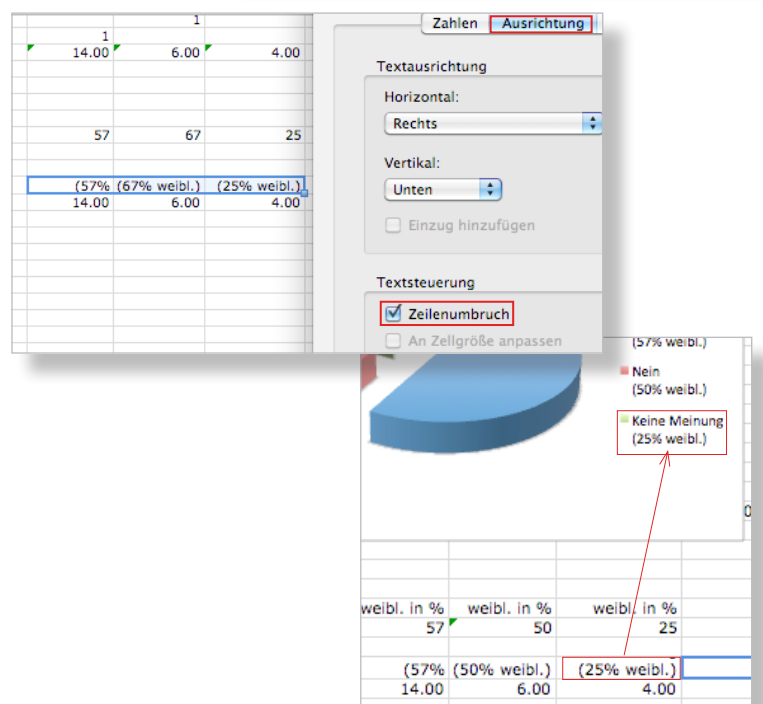 1
1
14.00 6.00 4.00
57 67 25
(57% (67% weibl.) (25% weibl.)
14.00 6.00 4.00
Zahlen Ausrichtung
Textausrichtung
Horizontal:
Rechts
Vertikal:
Unten
Einzug hinzufügen
Textsteuerung
Zeilenumbruch
An Zellgröße anpassen
(57% weibl.)
Nein
(50% weibl.)
Keine Meinung
(25% weibl.)
0
weibl. in % weibl. in % weibl. in %
57 50 25
(57% (50% weibl.) (25% weibl.)
14.00 6.00 4.00